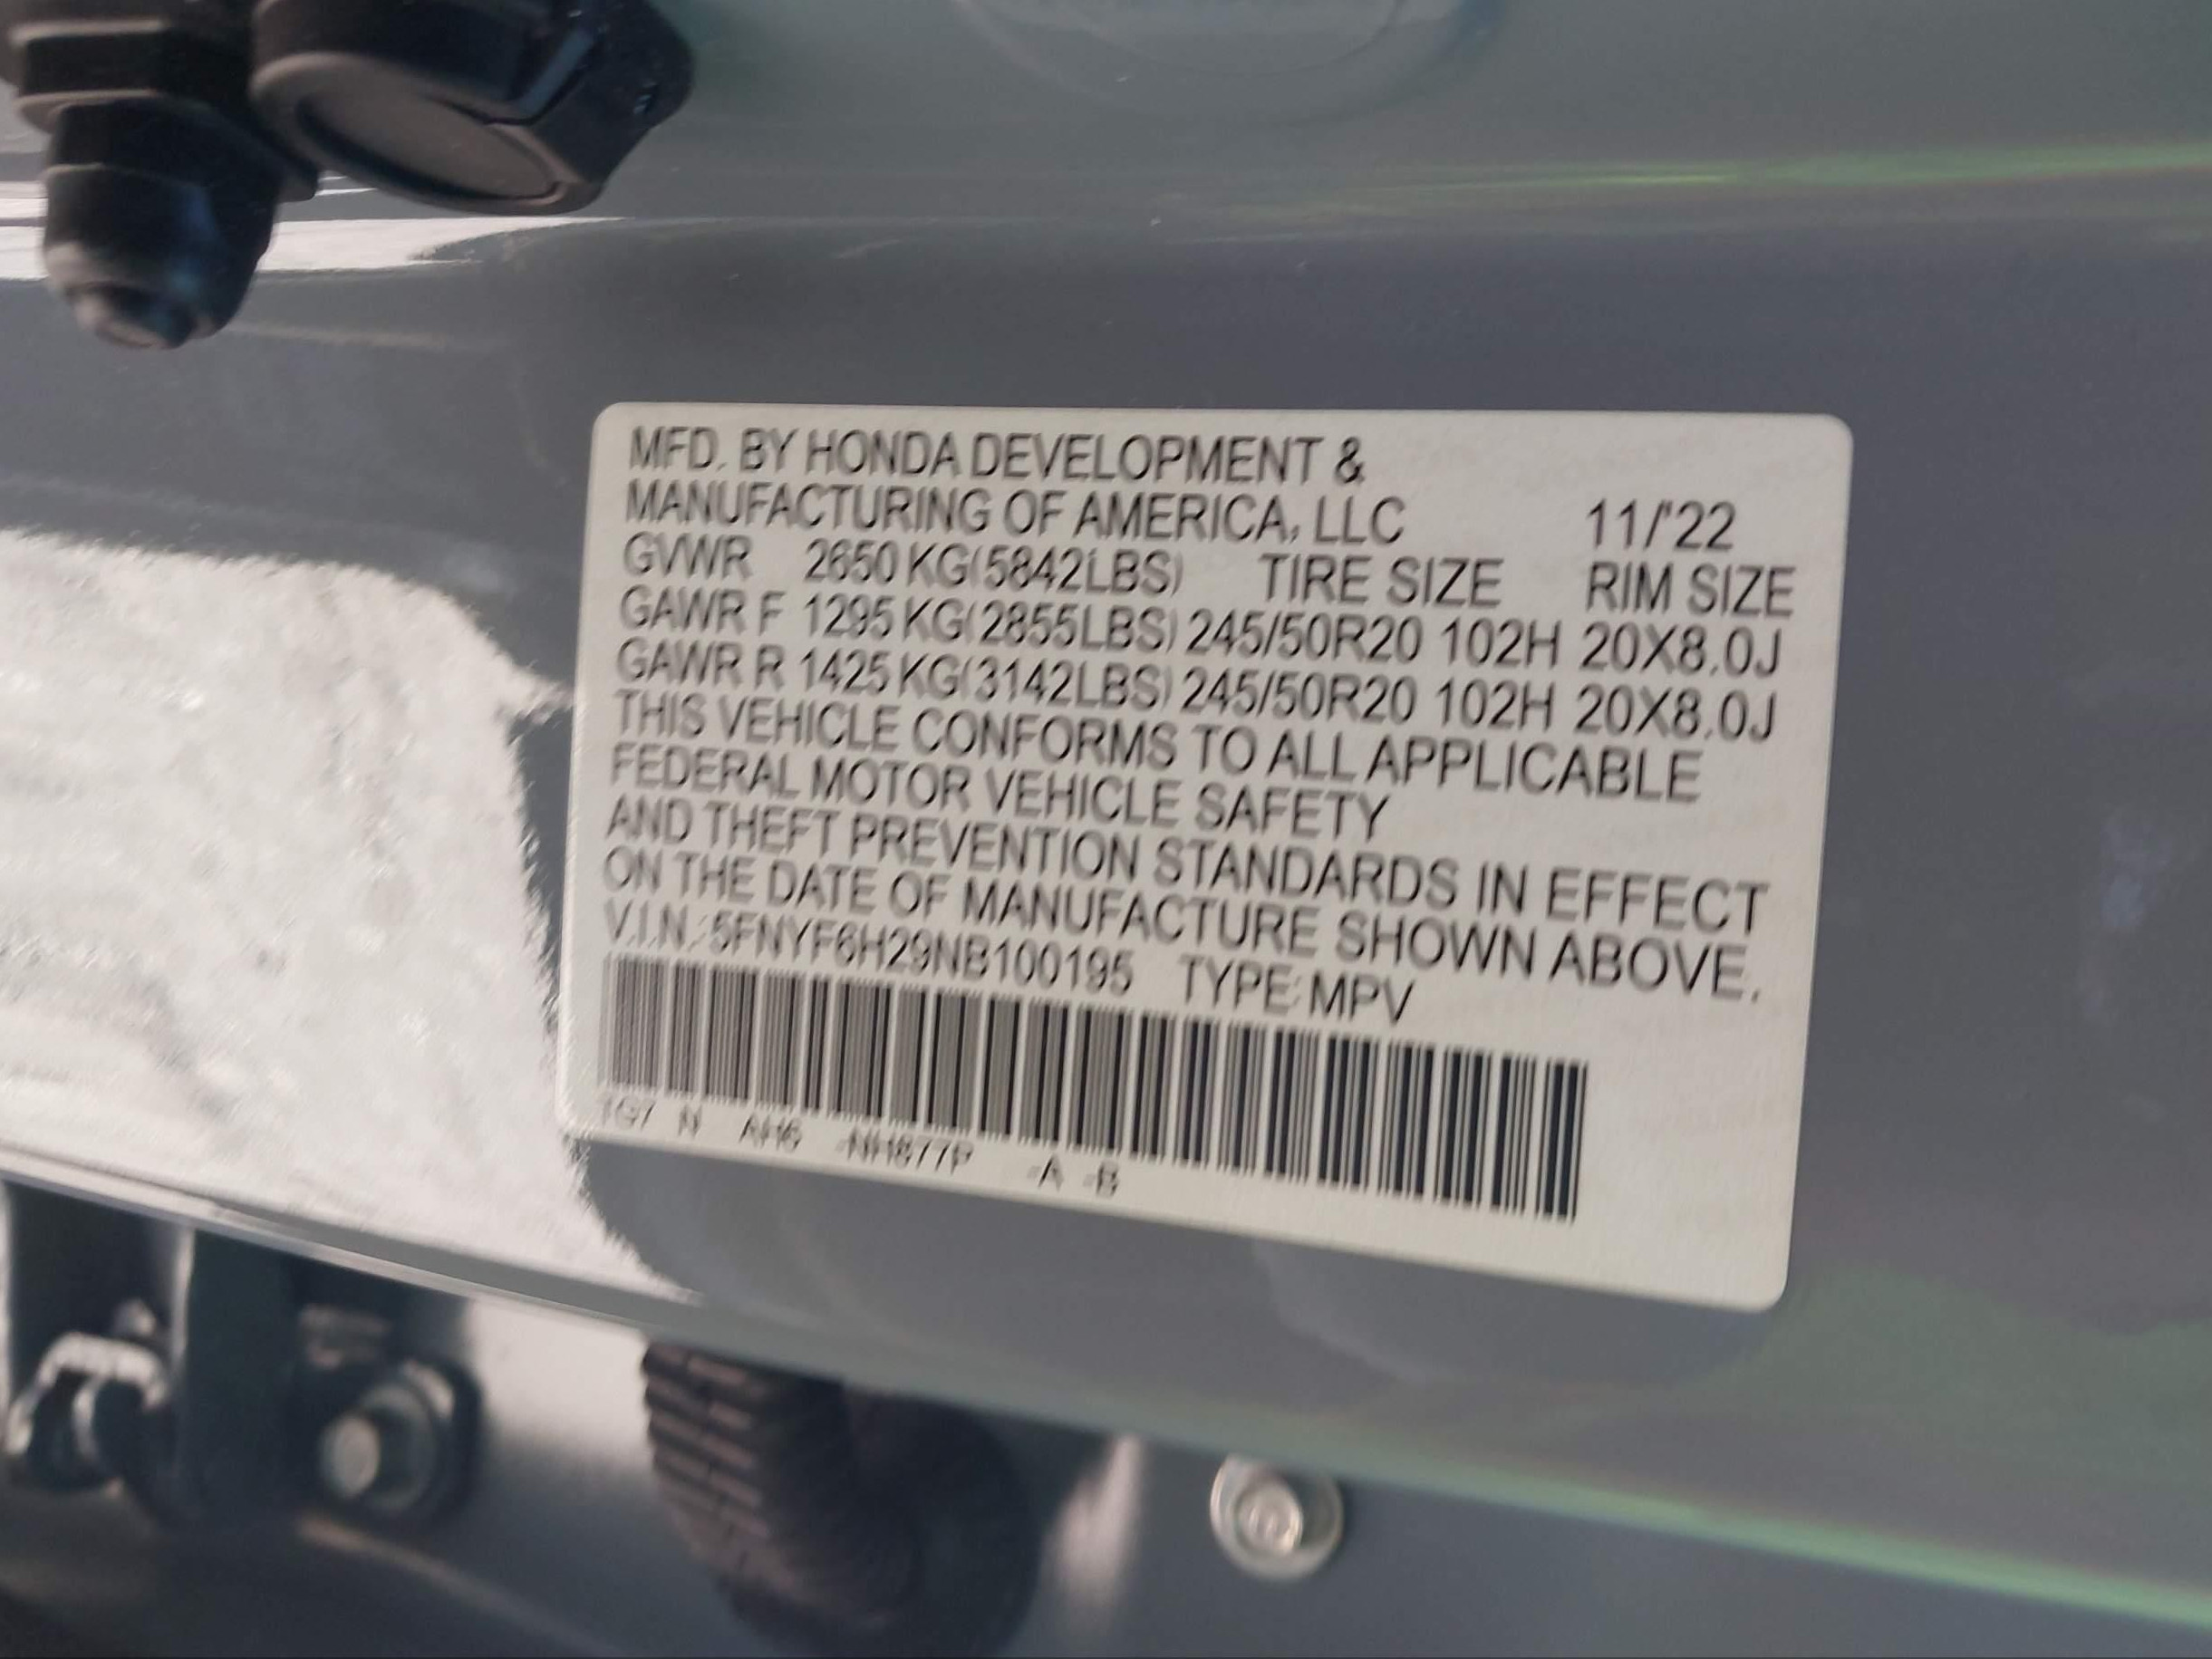 MFD. BY HONDA DEVELOPMENT &
MANUFACTURING OF AMERICA, LLC 11/'22
GVWR 2650 KG(5842LBS) TIRE SIZE RIM SIZE
GAWR F 1295 KG(2855LBS) 245/50R20 102H 20X8.0J
GAWR R 1425 KG(3142LBS) 245/50R20 102H 20X8.0J
THIS VEHICLE CONFORMS TO ALL APPLICABLE
FEDERAL MOTOR VEHICLE SAFETY
AND THEFT PREVENTION STANDARDS IN EFFECT
ON THE DATE OF MANUFACTURE SHOWN ABOVE.
V.I.N.: 5FNYF6H29NB100195 TYPE: MPV
TG7 N AH6 -NH877P -A -B